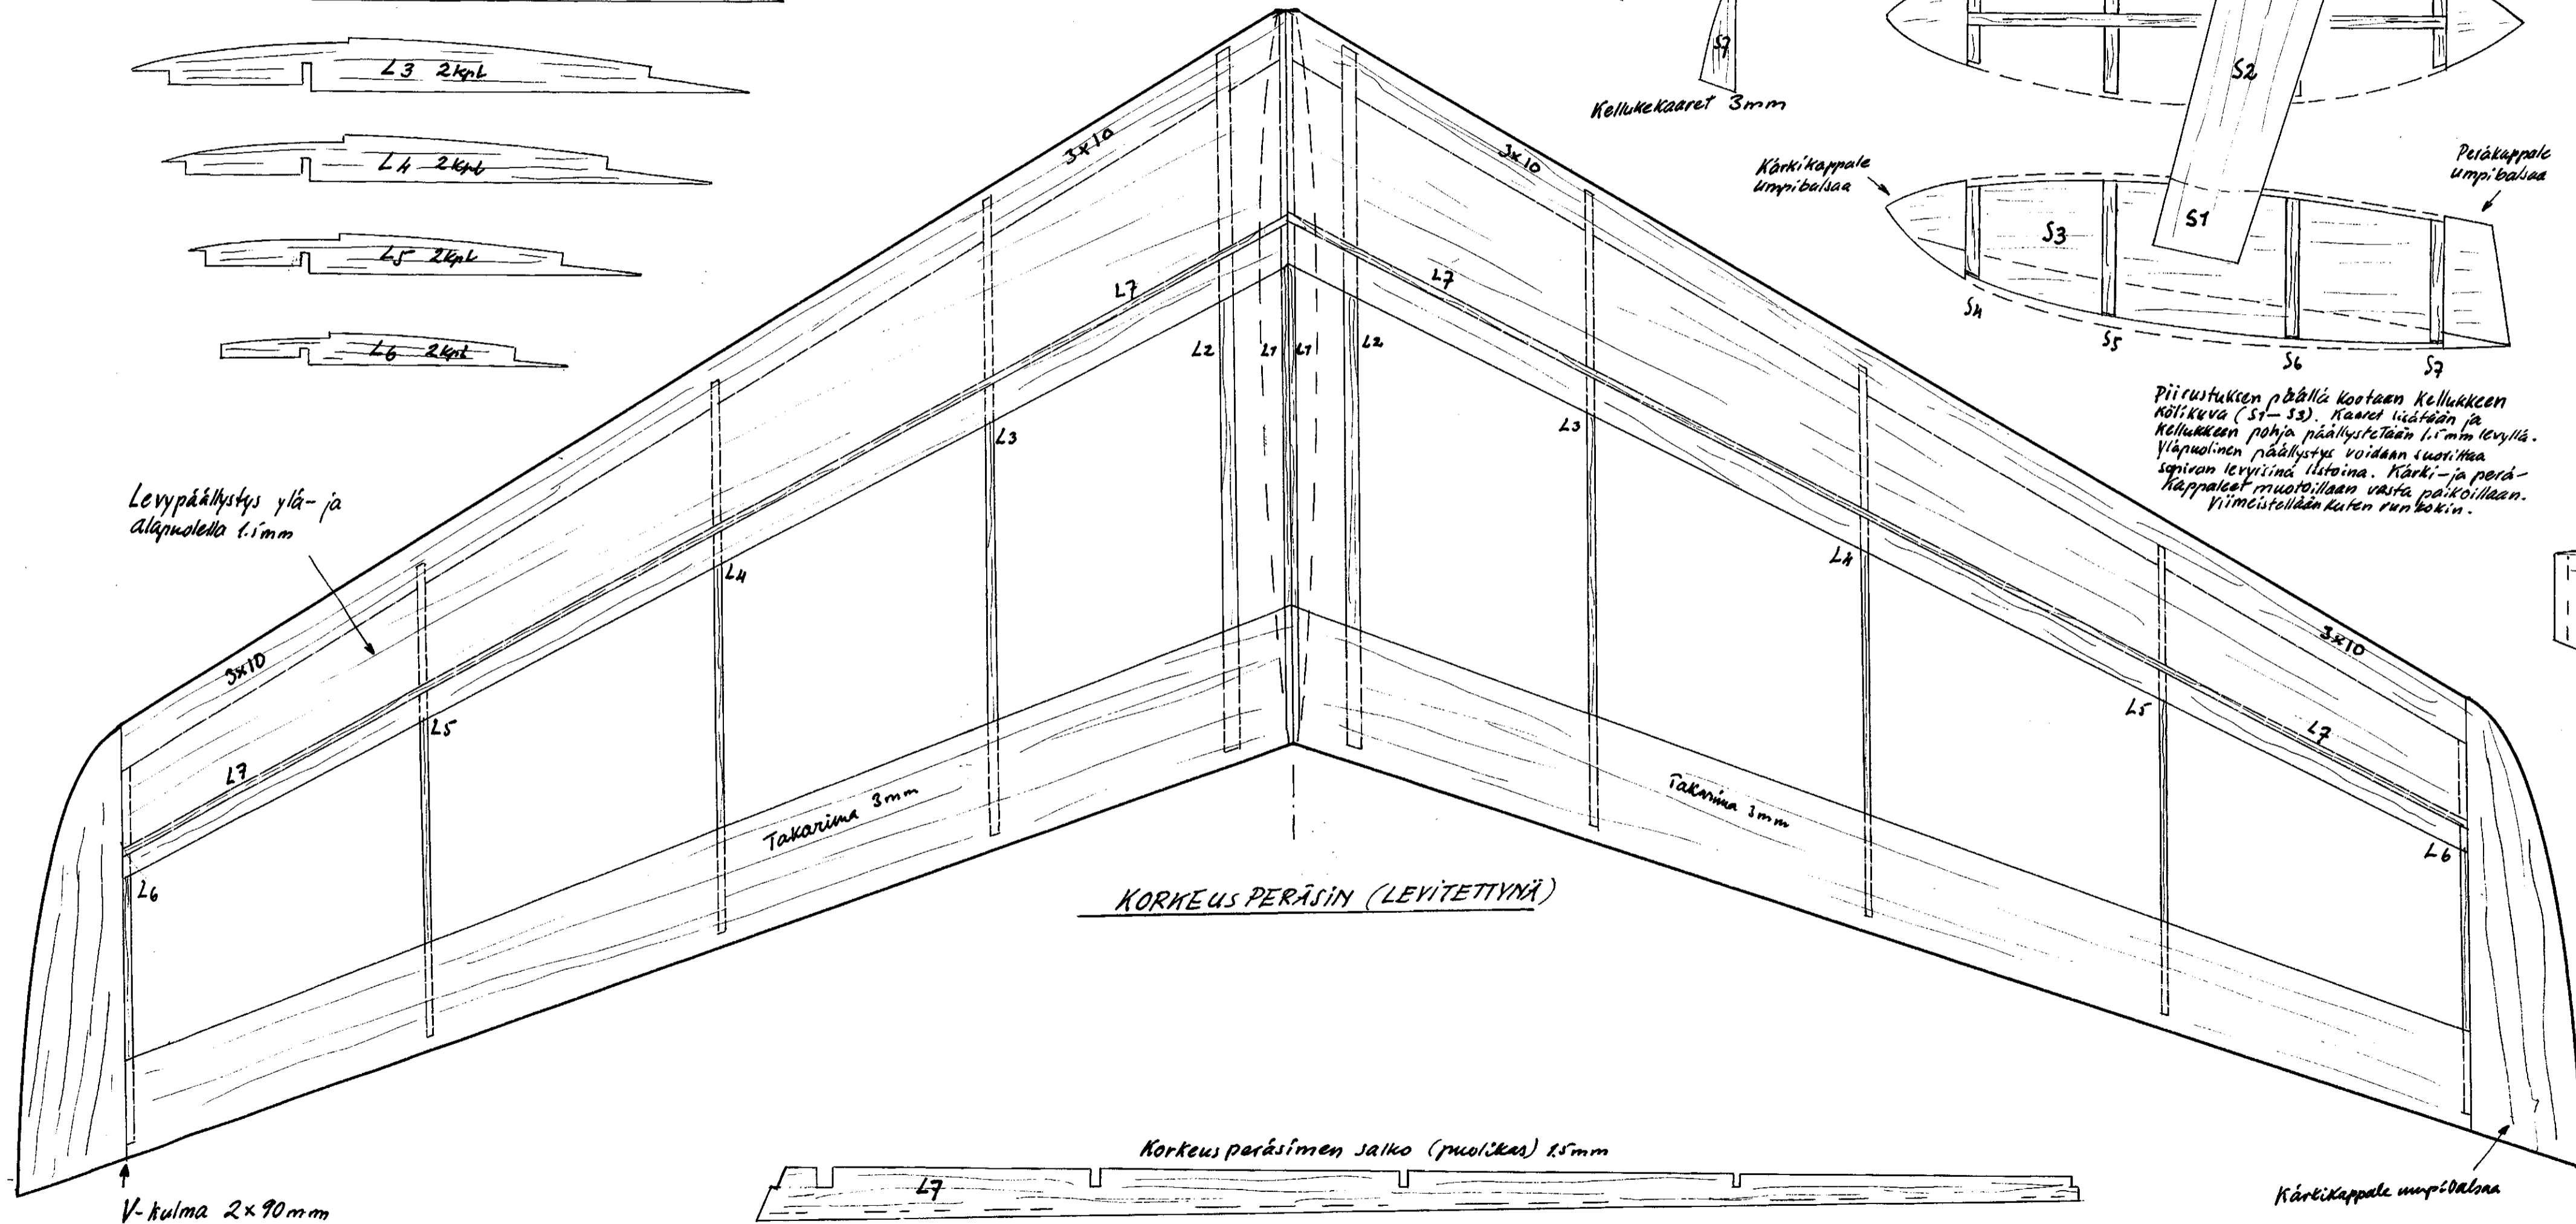 L3 2kpl
L4 2kpl
L5 2kpl
L6 2kpl
S7
Kellukekaaret 3mm
S2
Kärkikappale
umpibalsaa
Peräkappale
umpibalsaa
S1
S3
S4
S5
S6
S7
Piirustuksen päällä kootaan kellukkeen
kölikuva (S1–S3). Kaaret lisätään ja
kellukkeen pohja päällystetään 1.5mm levyllä.
Yläpuolinen päällystys voidaan suorittaa
sopivan levyisinä listoina. Kärki- ja perä-
kappaleet muotoillaan vasta paikoillaan.
Viimeistellään kuten runkokin.
3x10
3x10
L7
L7
L2
L1
L1
L2
L3
L3
Levypäällystys ylä- ja
alapuolella 1.5mm
L4
L4
3x10
3x10
L5
L5
L7
L7
L6
L6
Takarima 3mm
Takarima 3mm
KORKEUSPERÄSIN (LEVITETTYNÄ)
Korkeusperäsimen salko (puolikas) 1.5mm
L7
V-kulma 2x90mm
Kärkikappale umpibalsaa